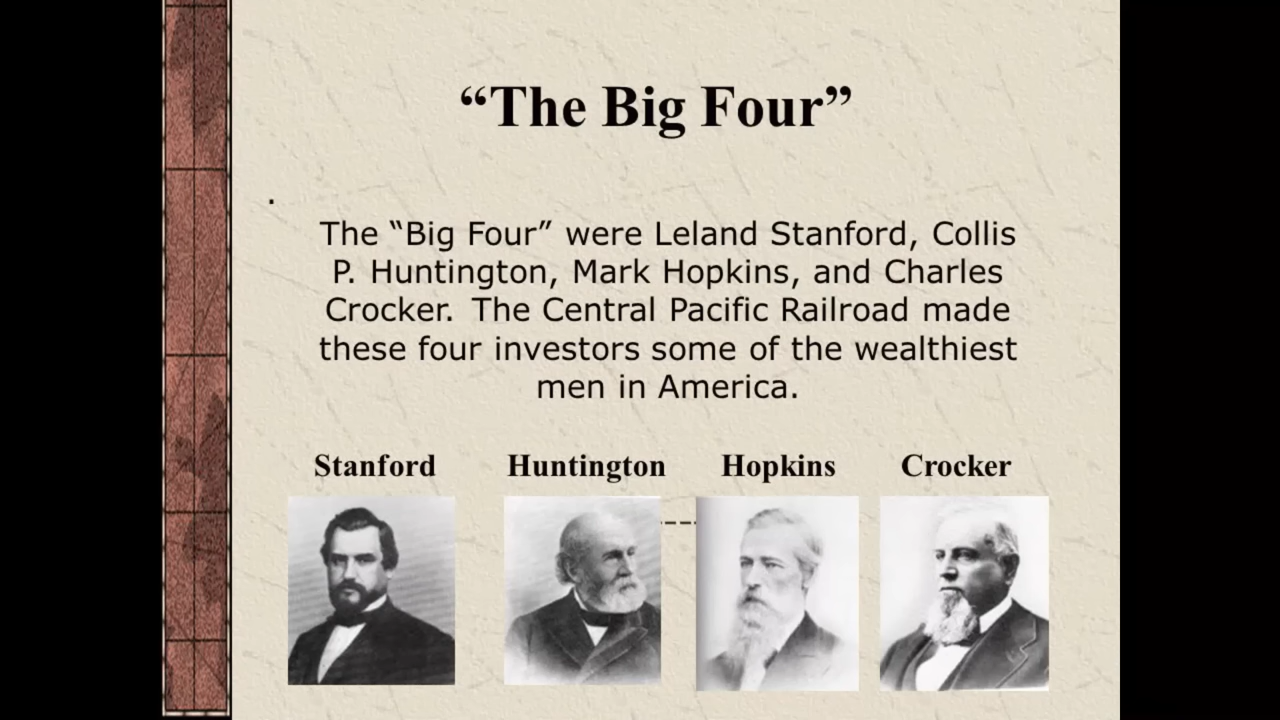 “The Big Four”
.
The “Big Four” were Leland Stanford, Collis
P. Huntington, Mark Hopkins, and Charles
Crocker. The Central Pacific Railroad made
these four investors some of the wealthiest
men in America.
Stanford Huntington Hopkins Crocker